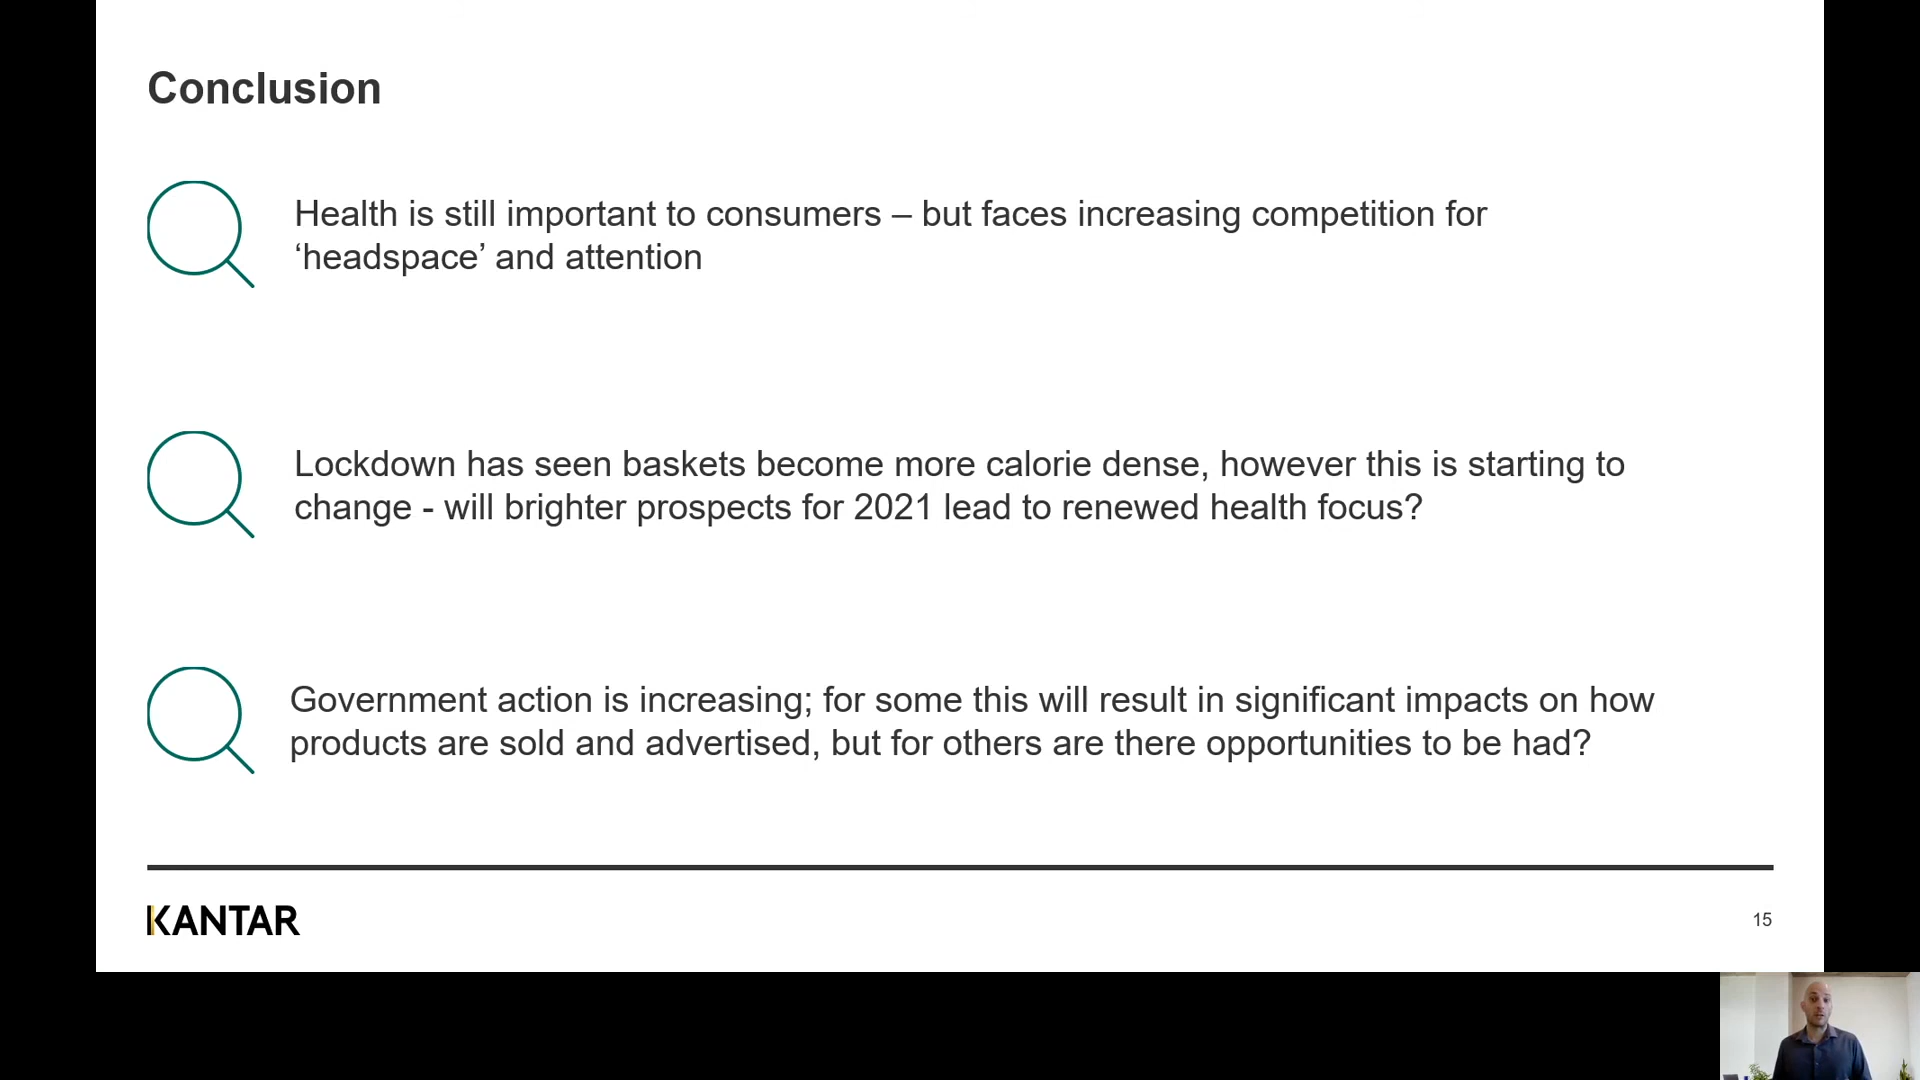 Conclusion
Health is still important to consumers – but faces increasing competition for
‘headspace’ and attention
Lockdown has seen baskets become more calorie dense, however this is starting to
change - will brighter prospects for 2021 lead to renewed health focus?
Government action is increasing; for some this will result in significant impacts on how
products are sold and advertised, but for others are there opportunities to be had?
KANTAR
15